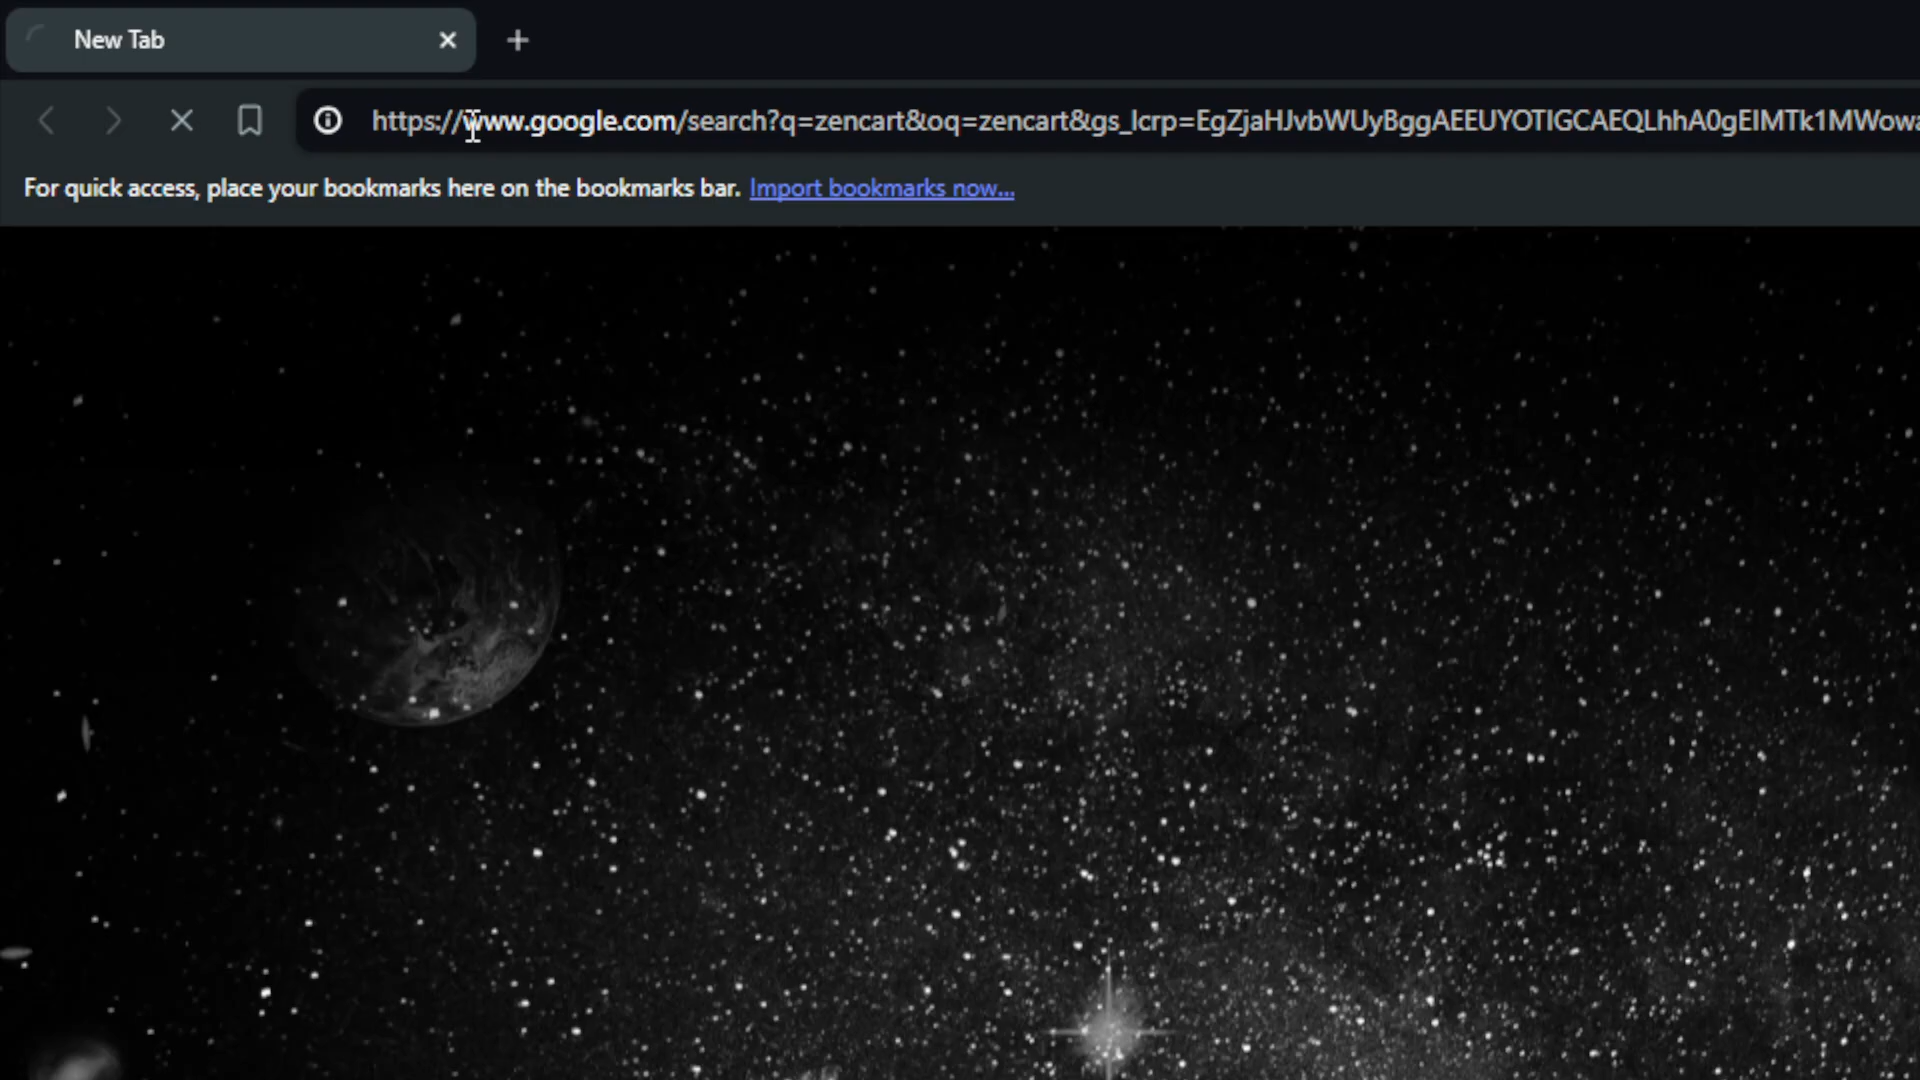 New Tab
https://www.google.com/search?q=zencart&oq=zencart&gs_lcrp=EgZjaHJvbWUyBggAEEUYOTIGCAEQLhhA0gEIMTk1MWowa
For quick access, place your bookmarks here on the bookmarks bar. Import bookmarks now...